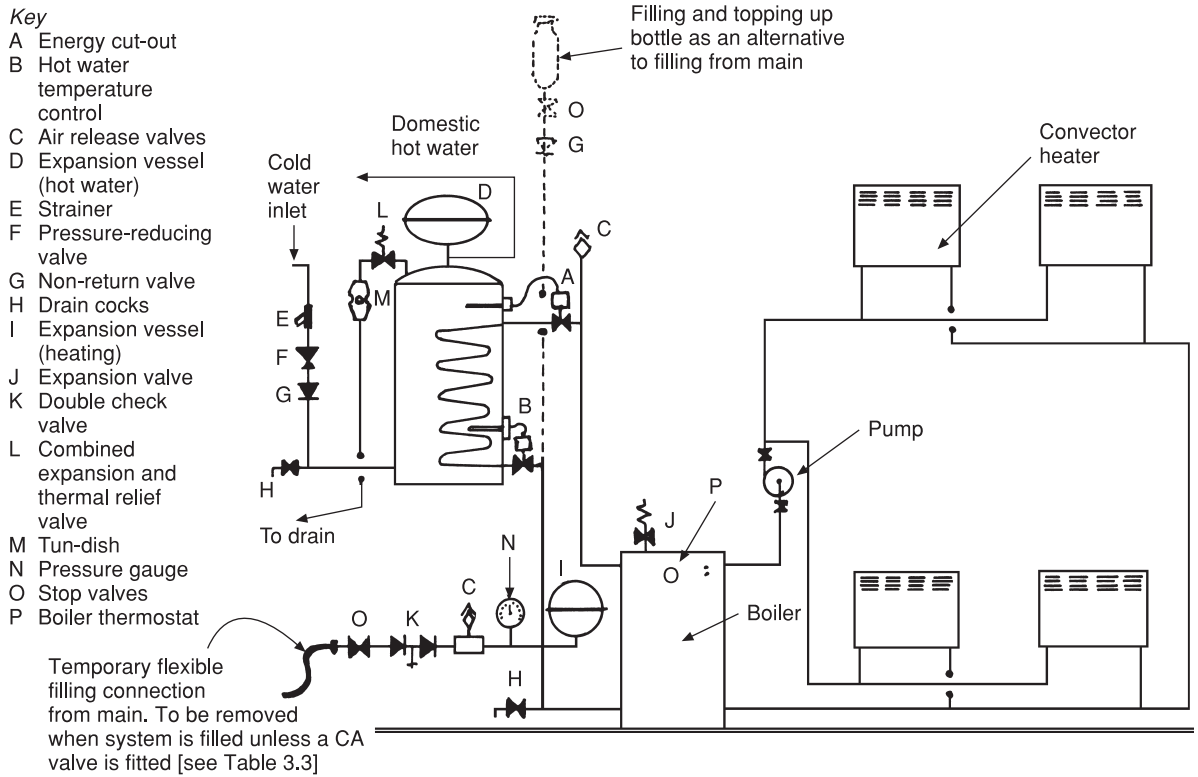 Key
A Energy cut-out
B Hot water
temperature
control
C Air release valves
D Expansion vessel
(hot water)
E Strainer
F Pressure-reducing
valve
G Non-return valve
H Drain cocks
I Expansion vessel
(heating)
J Expansion valve
K Double check
valve
L Combined
expansion and
thermal relief
valve
M Tun-dish
N Pressure gauge
O Stop valves
P Boiler thermostat
Filling and topping up
bottle as an alternative
to filling from main
O
G
Domestic
hot water
Cold
water
inlet
Convector
heater
L
D
C
A
M
E
F
G
B
H
To drain
Pump
P
J
N
I
O
C
Boiler
O
K
H
Temporary flexible
filling connection
from main. To be removed
when system is filled unless a CA
valve is fitted [see Table 3.3]